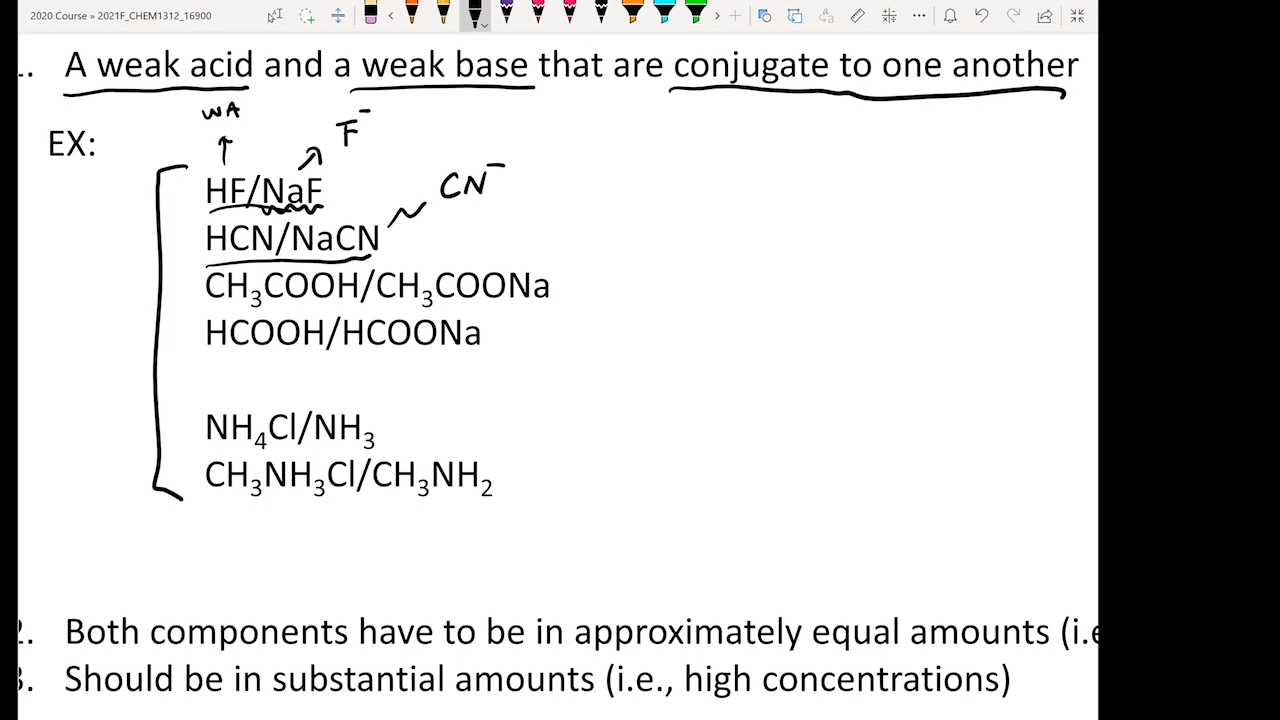 2020 Course » 2021F_CHEM1312_16900
. A weak acid and a weak base that are conjugate to one another
WA
F⁻
EX:
HF/NaF
CN⁻
HCN/NaCN
CH₃COOH/CH₃COONa
HCOOH/HCOONa
NH₄Cl/NH₃
CH₃NH₃Cl/CH₃NH₂
. Both components have to be in approximately equal amounts (i.e
. Should be in substantial amounts (i.e., high concentrations)